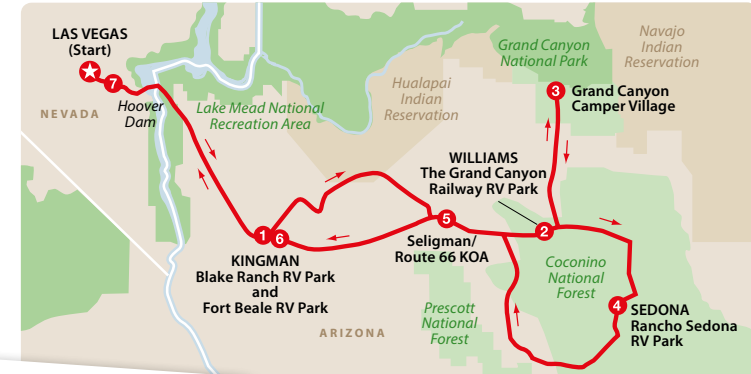 LAS VEGAS
(Start)
7
NEVADA
Hoover
Dam
Lake Mead National
Recreation Area
Hualapai
Indian
Reservation
Grand Canyon
National Park
Navajo
Indian
Reservation
3
Grand Canyon
Camper Village
WILLIAMS
The Grand Canyon
Railway RV Park
1
6
KINGMAN
Blake Ranch RV Park
and
Fort Beale RV Park
5
Seligman/
Route 66 KOA
2
Coconino
National
Forest
Prescott
National
Forest
4
SEDONA
Rancho Sedona
RV Park
ARIZONA